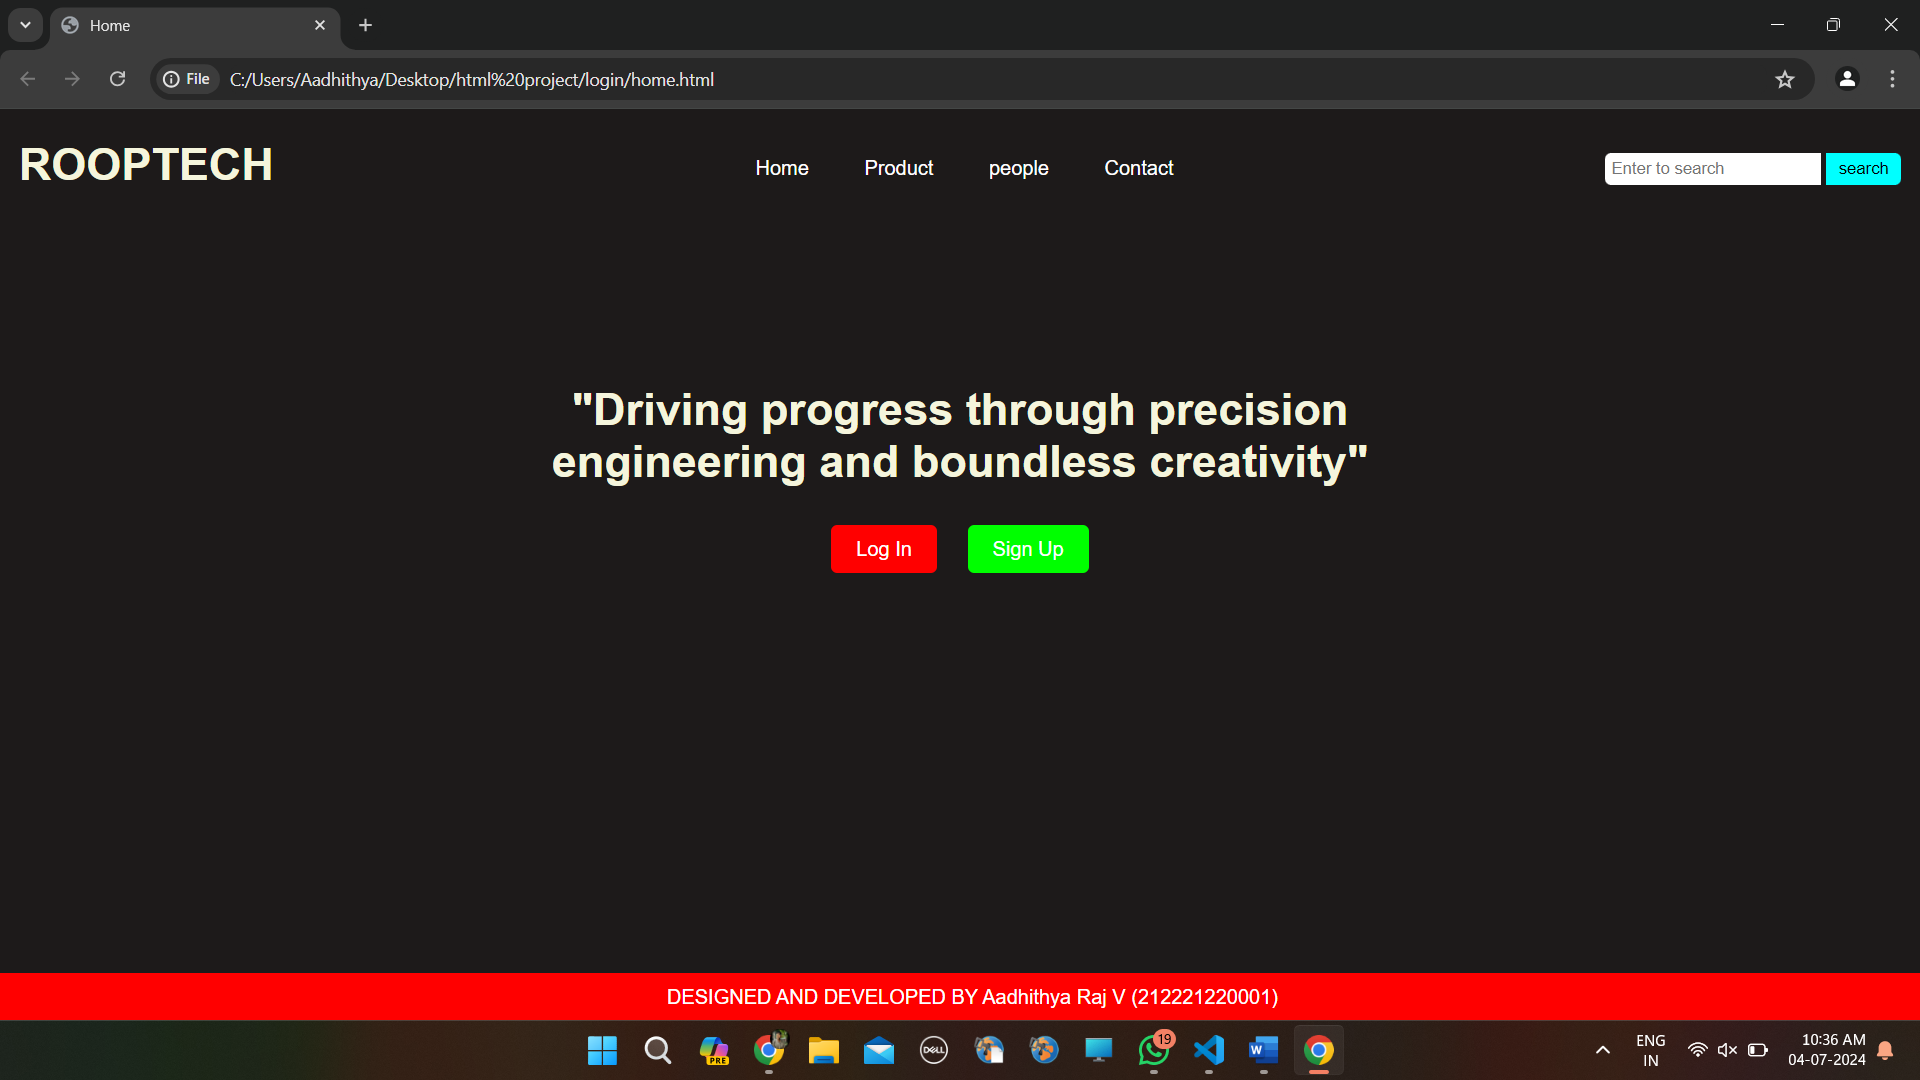 Home
File
C:/Users/Aadhithya/Desktop/html%20project/login/home.html
ROOPTECH
Home Product people Contact
Enter to search
search
"Driving progress through precision
engineering and boundless creativity"
Log In
Sign Up
DESIGNED AND DEVELOPED BY Aadhithya Raj V (212221220001)
PRE
DELL
19
W
ENG
IN
10:36 AM
04-07-2024